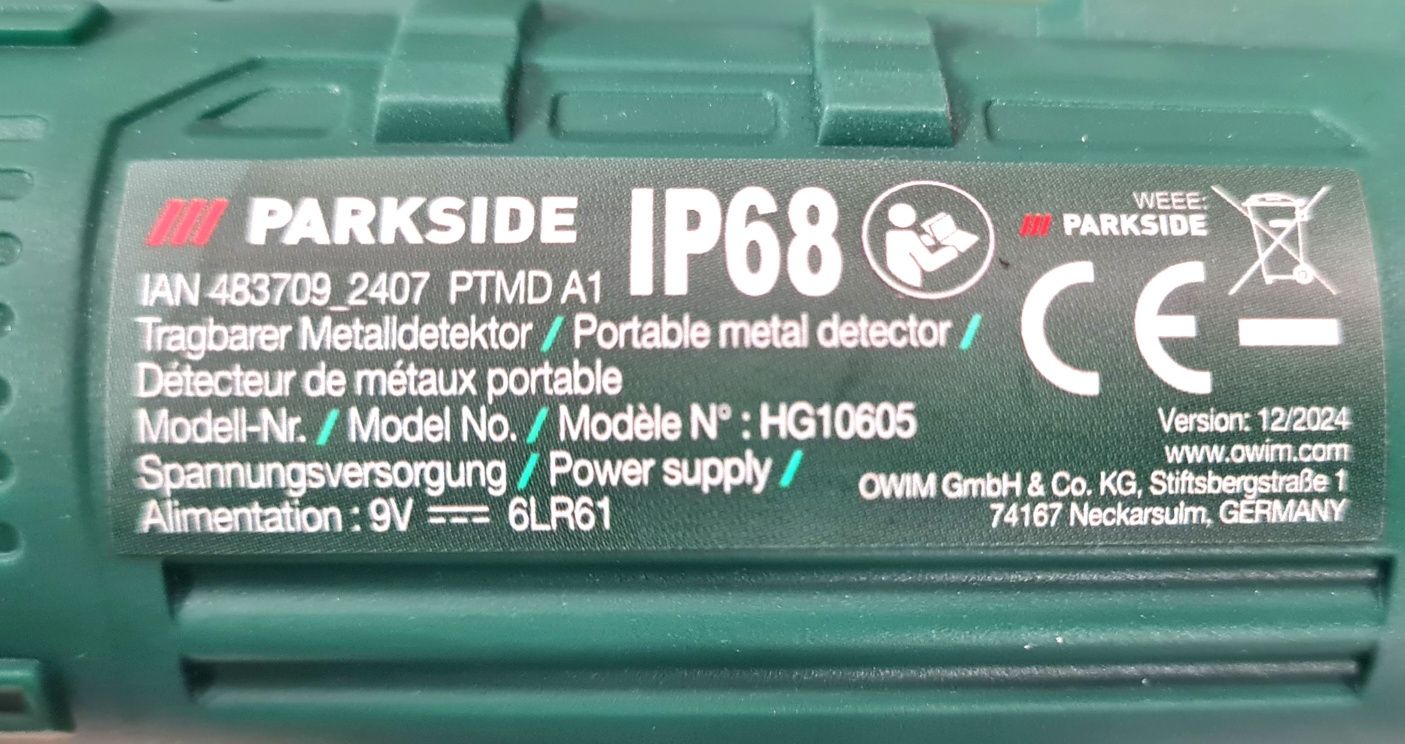 PARKSIDE
IP68
IAN 483709_2407 PTMD A1
Tragbarer Metalldetektor / Portable metal detector /
Détecteur de métaux portable
Modell-Nr. / Model No. / Modèle N° : HG10605
Spannungsversorgung / Power supply /
Alimentation : 9V ⎓ 6LR61
WEEE:
PARKSIDE
CE
Version: 12/2024
www.owim.com
OWIM GmbH & Co. KG, Stiftsbergstraße 1
74167 Neckarsulm, GERMANY